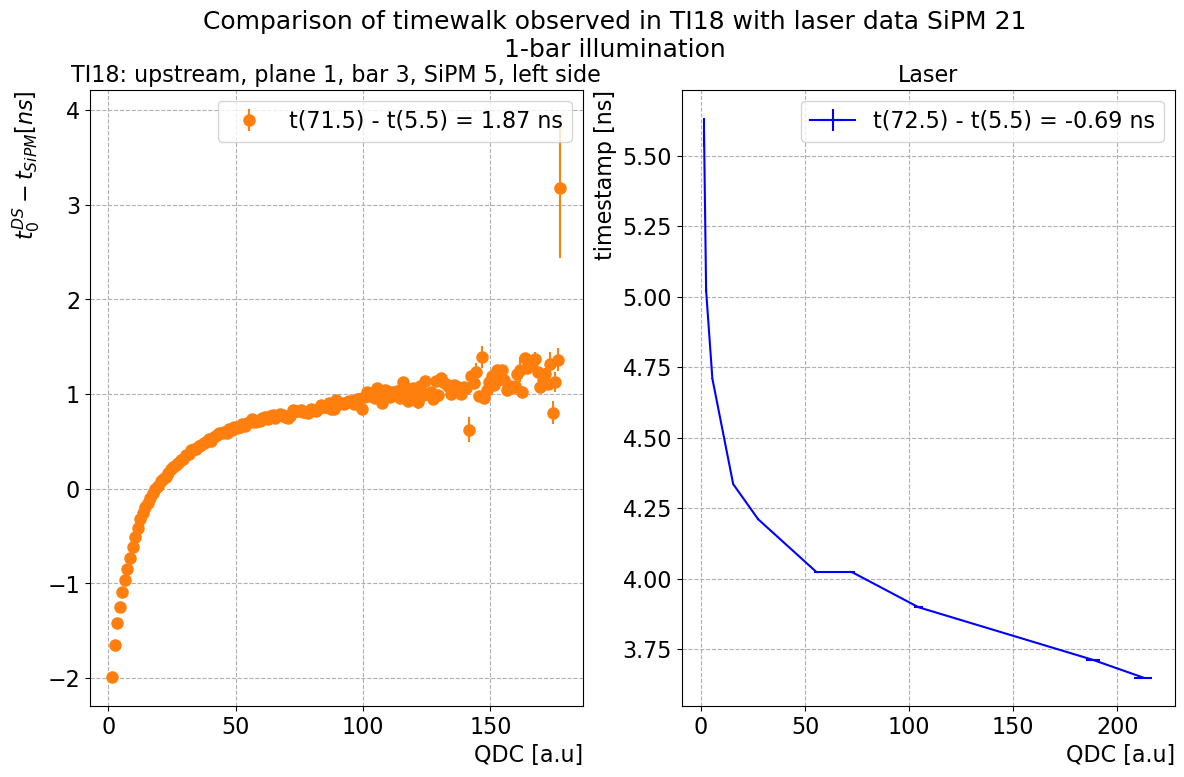 Comparison of timewalk observed in TI18 with laser data SiPM 21
1-bar illumination
TI18: upstream, plane 1, bar 3, SiPM 5, left side
t(71.5) - t(5.5) = 1.87 ns
t_0^{DS} − t_{SiPM}[ns]
4
3
2
1
0
−1
−2
0 50 100 150
QDC [a.u]
Laser
t(72.5) - t(5.5) = -0.69 ns
timestamp [ns]
5.50
5.25
5.00
4.75
4.50
4.25
4.00
3.75
0 50 100 150 200
QDC [a.u]